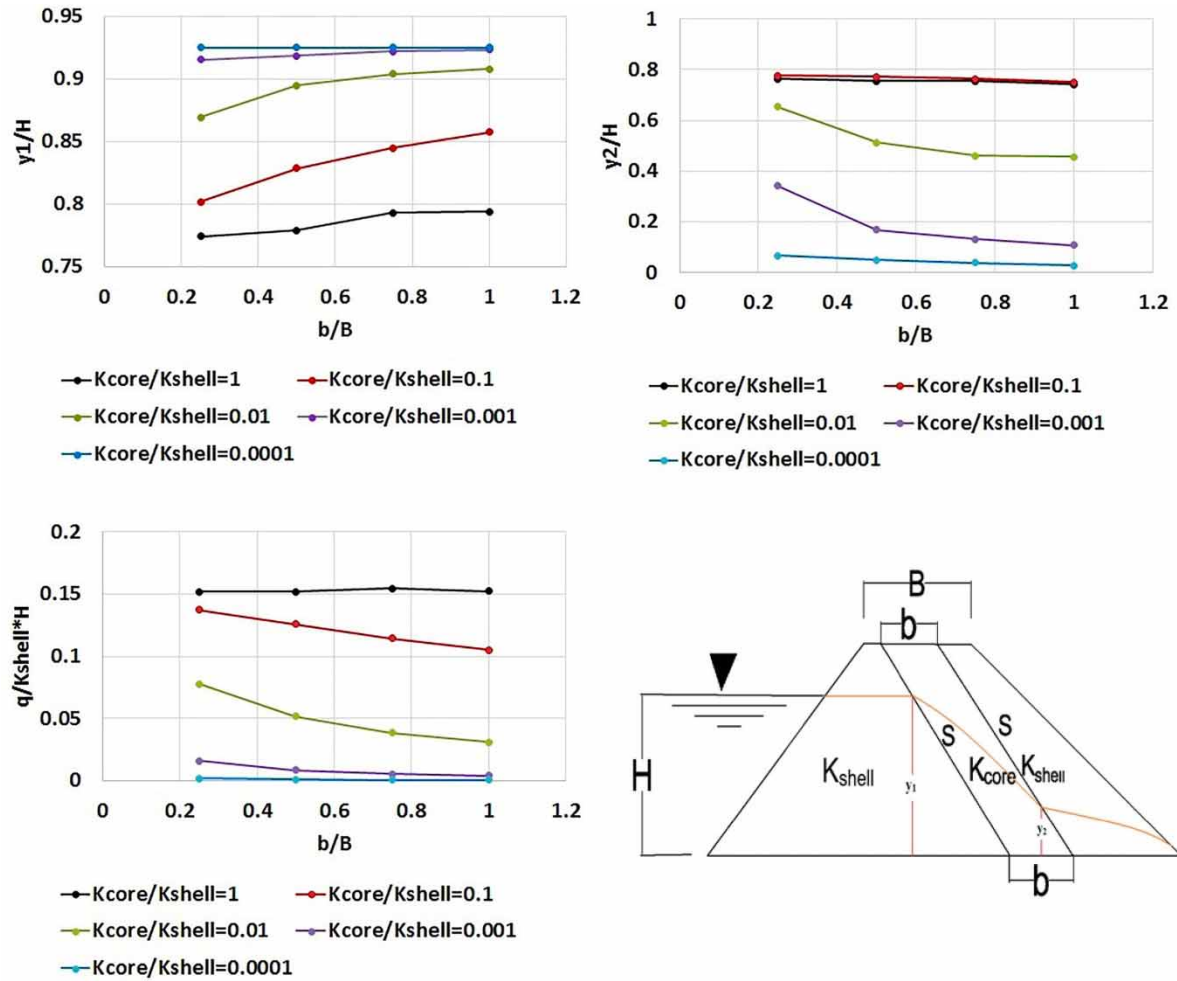 0.95
0.9
0.85
0.8
0.75
y1/H
0 0.2 0.4 0.6 0.8 1 1.2
b/B
Kcore/Kshell=1 Kcore/Kshell=0.1
Kcore/Kshell=0.01 Kcore/Kshell=0.001
Kcore/Kshell=0.0001
1
0.8
0.6
0.4
0.2
0
y2/H
0 0.2 0.4 0.6 0.8 1 1.2
b/B
Kcore/Kshell=1 Kcore/Kshell=0.1
Kcore/Kshell=0.01 Kcore/Kshell=0.001
Kcore/Kshell=0.0001
0.2
0.15
0.1
0.05
0
q/Kshell*H
0 0.2 0.4 0.6 0.8 1 1.2
b/B
Kcore/Kshell=1 Kcore/Kshell=0.1
Kcore/Kshell=0.01 Kcore/Kshell=0.001
Kcore/Kshell=0.0001
B
b
S
S
H
Kshell
y1
Kcore
Kshell
y2
b